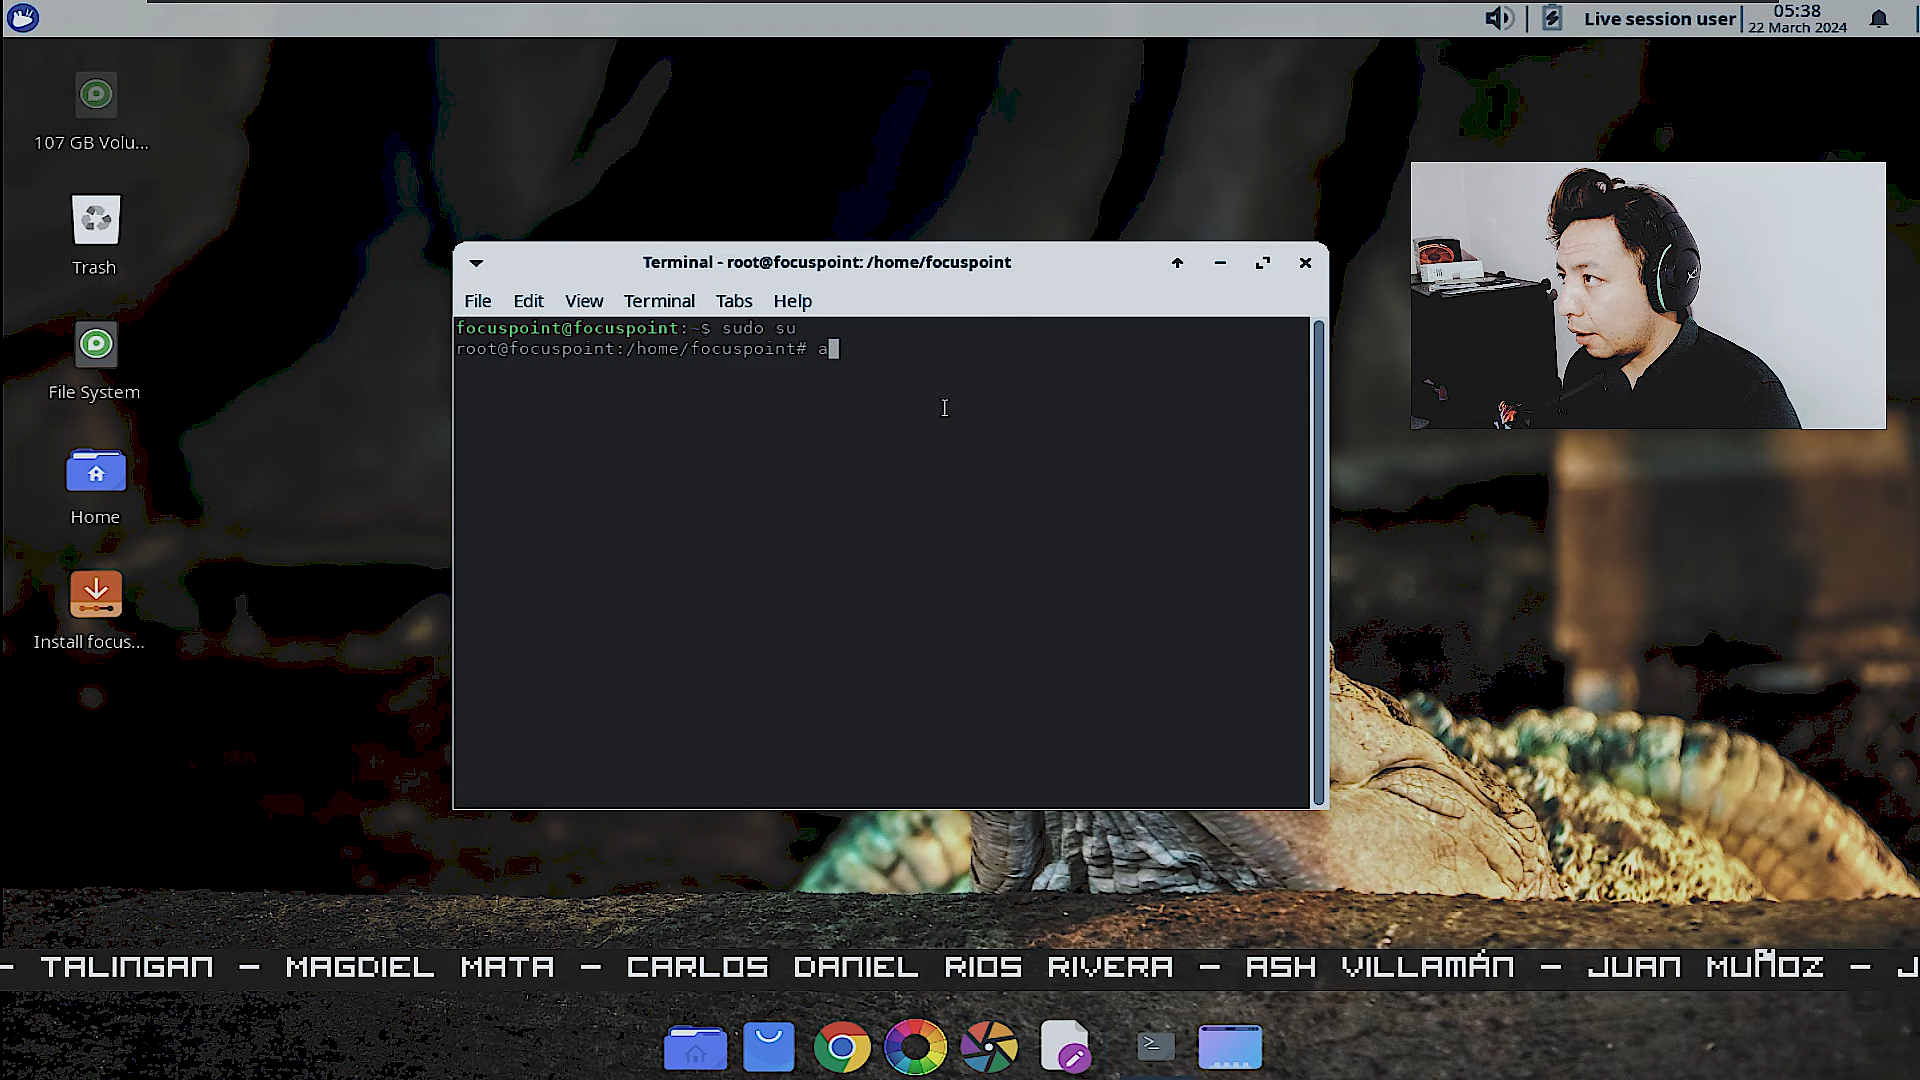 Live session user
05:38
22 March 2024
107 GB Volu...
Trash
File System
Home
Install focus...
Terminal - root@focuspoint: /home/focuspoint
File Edit View Terminal Tabs Help
focuspoint@focuspoint:~$ sudo su
root@focuspoint:/home/focuspoint# a
- TALINGAN - MAGDIEL MATA - CARLOS DANIEL RIOS RIVERA - ASH VILLAMÁN - JUAN MUÑOZ - J